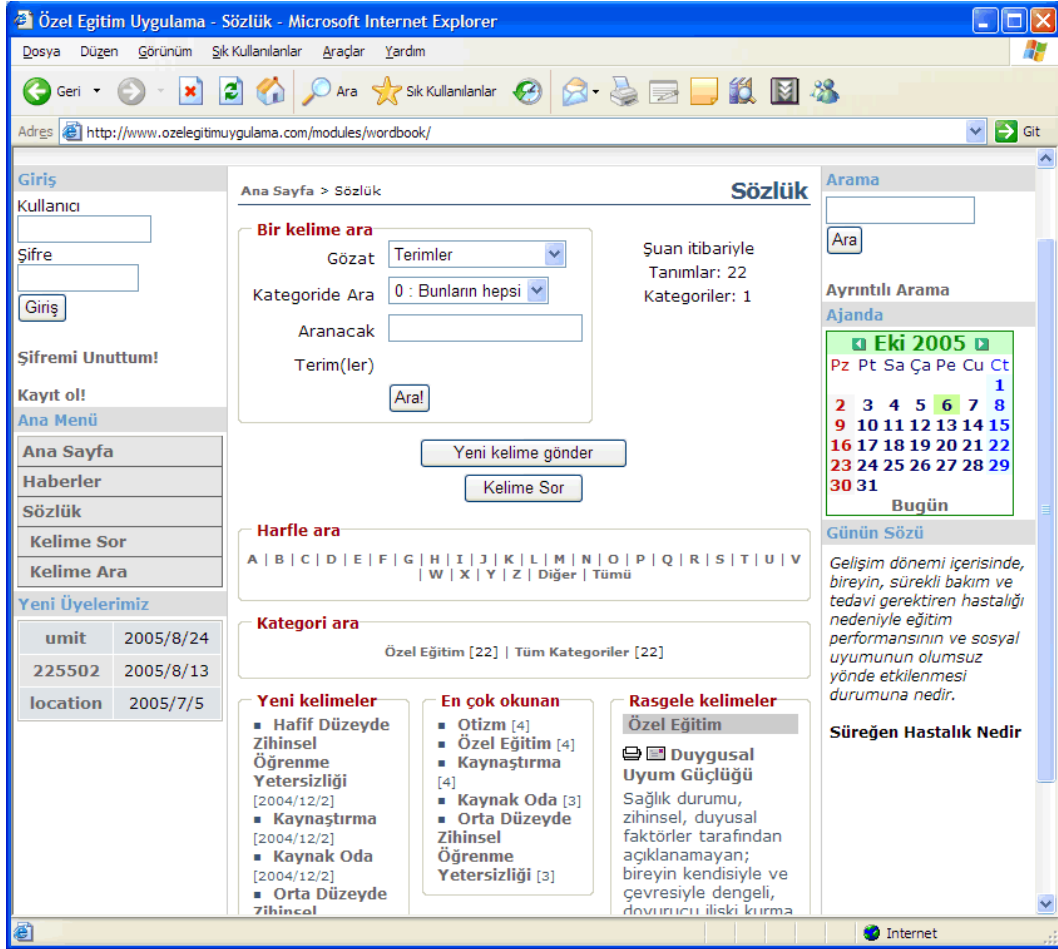 Özel Egitim Uygulama - Sözlük - Microsoft Internet Explorer
Dosya Düzen Görünüm Sık Kullanılanlar Araçlar Yardım
Geri Ara Sık Kullanılanlar
Adres http://www.ozelegitimuygulama.com/modules/wordbook/ Git
Giriş
Kullanıcı
Şifre
Giriş
Şifremi Unuttum!
Kayıt ol!
Ana Menü
Ana Sayfa
Haberler
Sözlük
Kelime Sor
Kelime Ara
Yeni Üyelerimiz
umit 2005/8/24
225502 2005/8/13
location 2005/7/5
Ana Sayfa > Sözlük Sözlük
Bir kelime ara
Gözat Terimler
Kategoride Ara 0 : Bunların hepsi
Aranacak
Terim(ler)
Ara!
Şuan itibariyle
Tanımlar: 22
Kategoriler: 1
Yeni kelime gönder
Kelime Sor
Harfle ara
A | B | C | D | E | F | G | H | I | J | K | L | M | N | O | P | Q | R | S | T | U | V
| W | X | Y | Z | Diğer | Tümü
Kategori ara
Özel Eğitim [22] | Tüm Kategoriler [22]
Yeni kelimeler
Hafif Düzeyde
Zihinsel
Öğrenme
Yetersizliği
[2004/12/2]
Kaynaştırma
[2004/12/2]
Kaynak Oda
[2004/12/2]
Orta Düzeyde
Zihinsel
En çok okunan
Otizm [4]
Özel Eğitim [4]
Kaynaştırma
[4]
Kaynak Oda [3]
Orta Düzeyde
Zihinsel
Öğrenme
Yetersizliği [3]
Rasgele kelimeler
Özel Eğitim
Duygusal
Uyum Güçlüğü
Sağlık durumu,
zihinsel, duyusal
faktörler tarafından
açıklanamayan;
bireyin kendisiyle ve
çevresiyle dengeli,
doyurucu ilişki kurma
Arama
Ara
Ayrıntılı Arama
Ajanda
Eki 2005
Pz Pt Sa Ça Pe Cu Ct
1
2 3 4 5 6 7 8
9 10 11 12 13 14 15
16 17 18 19 20 21 22
23 24 25 26 27 28 29
30 31
Bugün
Günün Sözü
Gelişim dönemi içerisinde,
bireyin, sürekli bakım ve
tedavi gerektiren hastalığı
nedeniyle eğitim
performansının ve sosyal
uyumunun olumsuz
yönde etkilenmesi
durumuna nedir.
Süreğen Hastalık Nedir
Internet